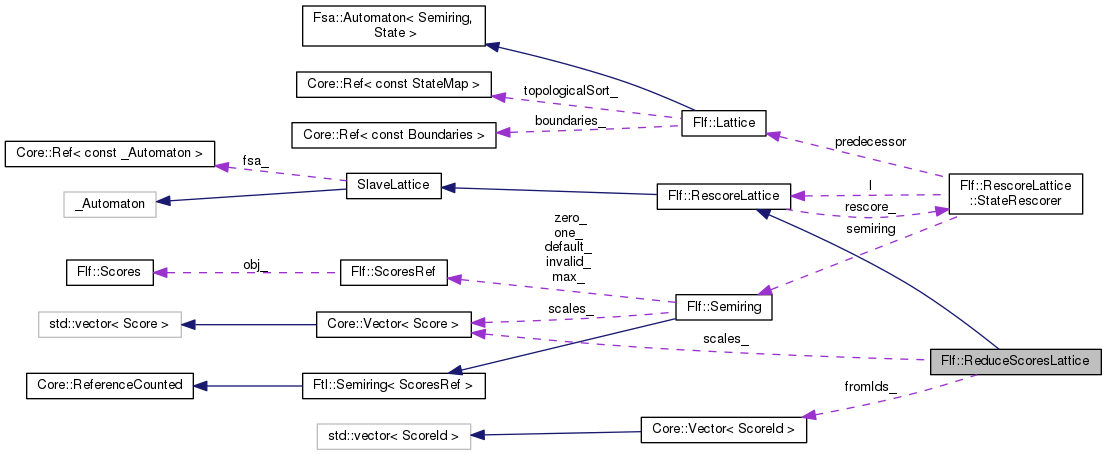 Fsa::Automaton< Semiring,
State >
Core::Ref< const StateMap >
topologicalSort_
Flf::Lattice
Core::Ref< const Boundaries >
boundaries_
predecessor
Core::Ref< const _Automaton >
fsa_
SlaveLattice
l
Flf::RescoreLattice
::StateRescorer
_Automaton
Flf::RescoreLattice
rescore_
semiring
zero_
one_
default_
invalid_
max_
Flf::Scores
obj_
Flf::ScoresRef
Flf::Semiring
std::vector< Score >
Core::Vector< Score >
scales_
scales_
Flf::ReduceScoresLattice
Core::ReferenceCounted
Ftl::Semiring< ScoresRef >
fromIds_
std::vector< ScoreId >
Core::Vector< ScoreId >